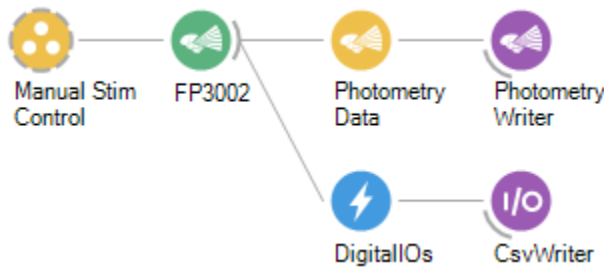 Manual Stim
Control
FP3002
Photometry
Data
Photometry
Writer
I/O
DigitalIOs
CsvWriter